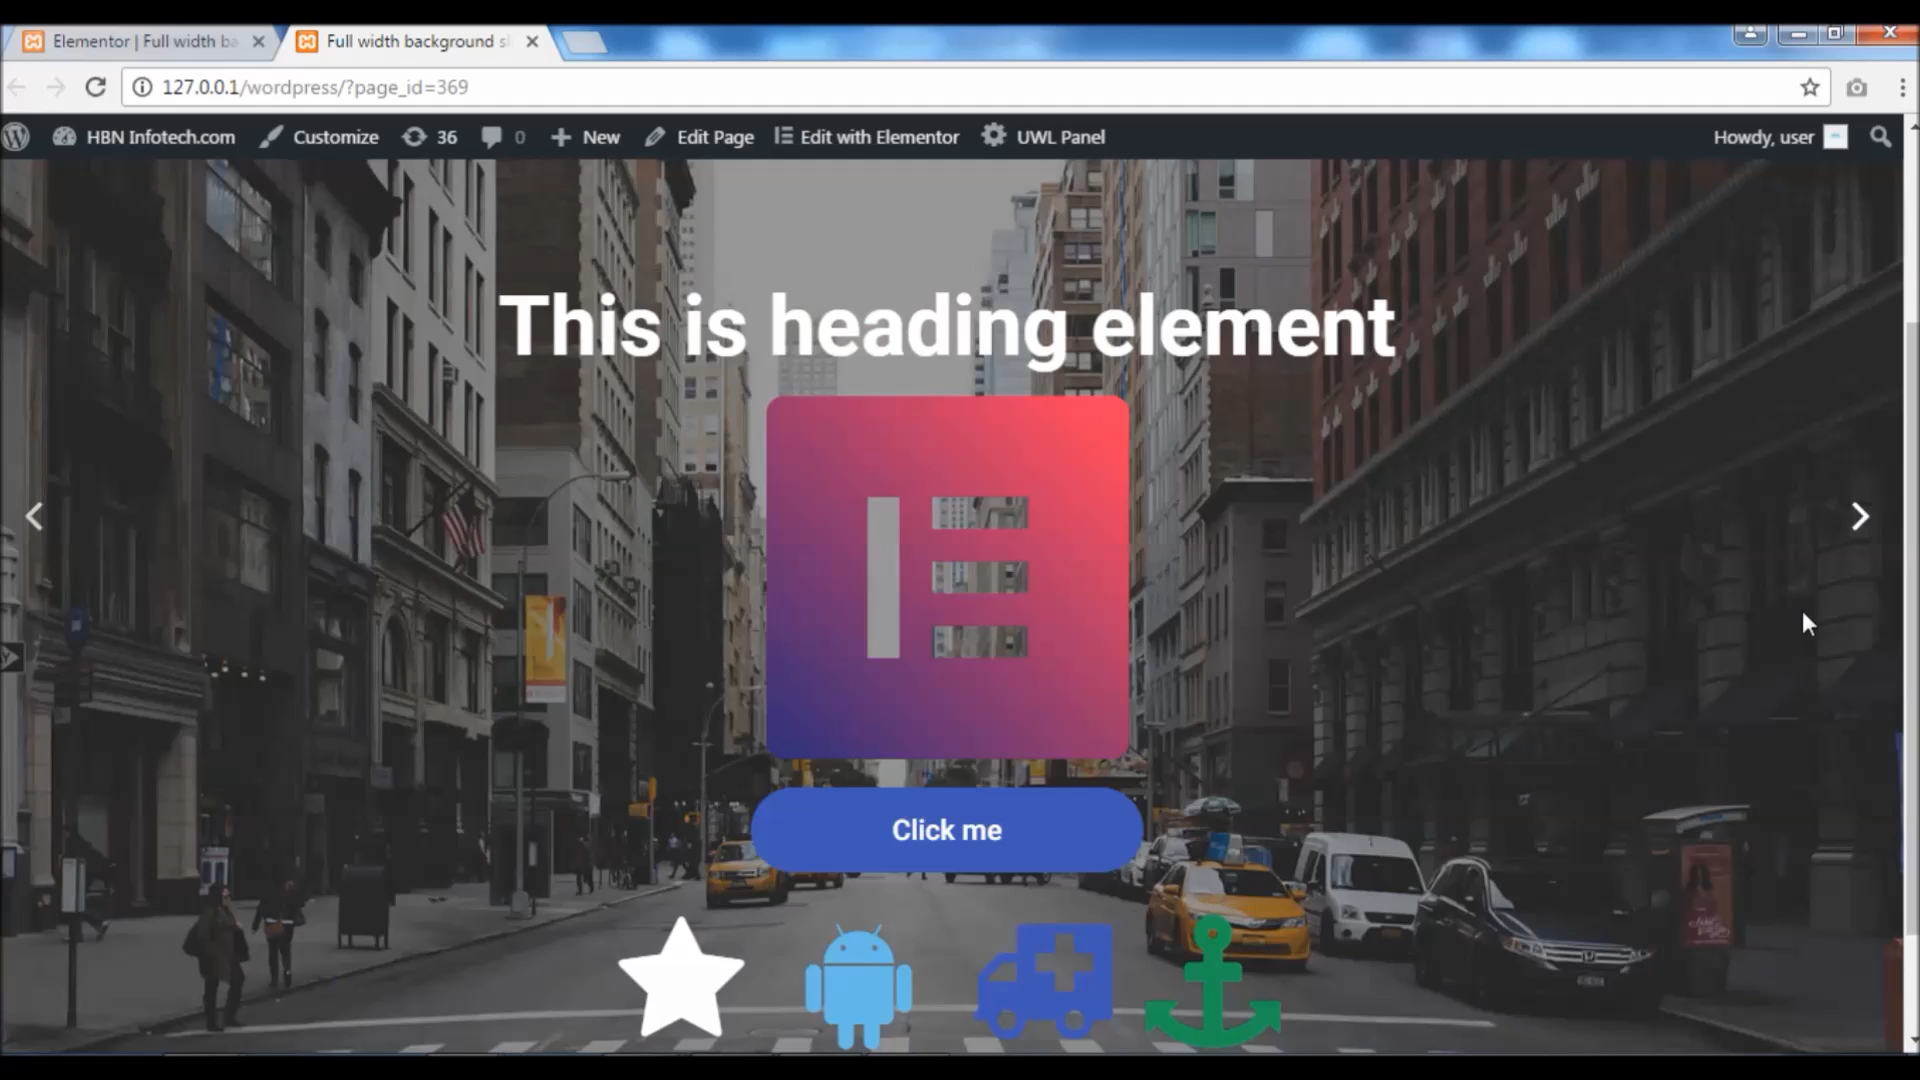 Elementor | Full width ba
Full width background sl
127.0.0.1/wordpress/?page_id=369
HBN Infotech.com
Customize
36
0
New
Edit Page
Edit with Elementor
UWL Panel
Howdy, user
This is heading element
Click me